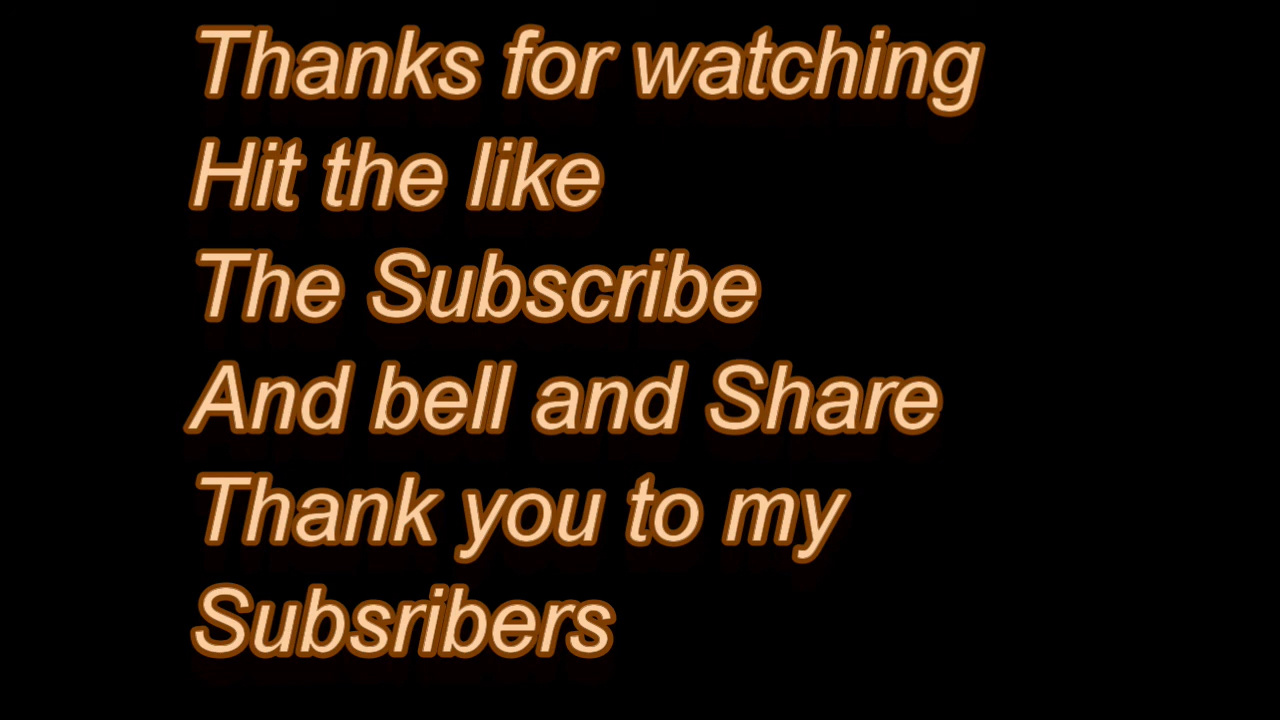 Thanks for watching
Hit the like
The Subscribe
And bell and Share
Thank you to my
Subsribers